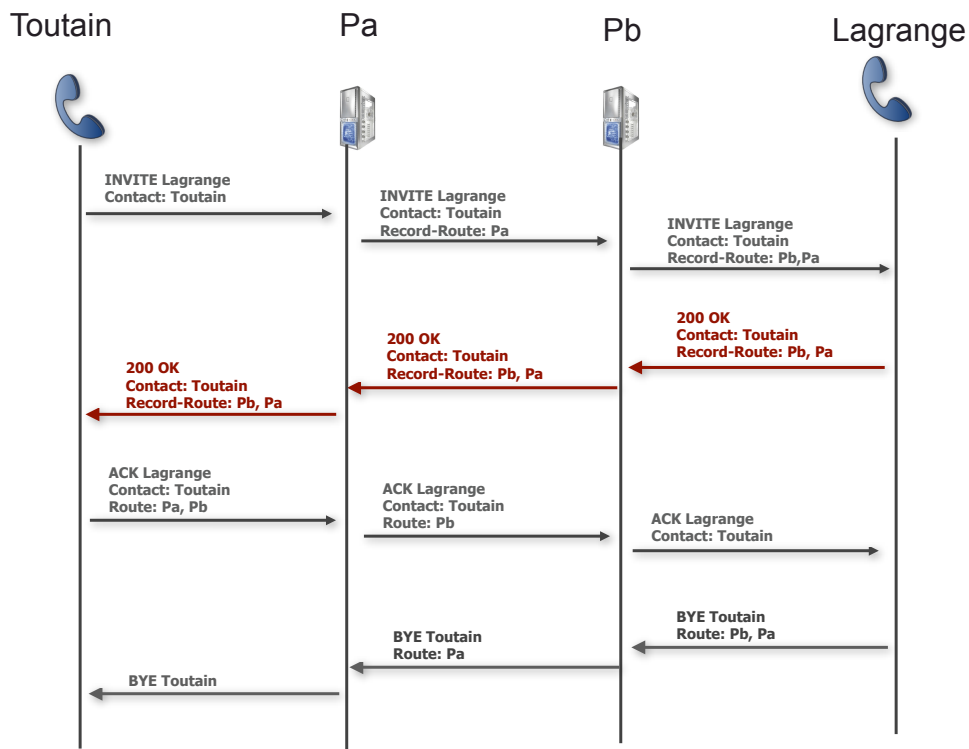 Toutain
Pa
Pb
Lagrange
INVITE Lagrange
Contact: Toutain
INVITE Lagrange
Contact: Toutain
Record-Route: Pa
INVITE Lagrange
Contact: Toutain
Record-Route: Pb,Pa
200 OK
Contact: Toutain
Record-Route: Pb, Pa
200 OK
Contact: Toutain
Record-Route: Pb, Pa
200 OK
Contact: Toutain
Record-Route: Pb, Pa
ACK Lagrange
Contact: Toutain
Route: Pa, Pb
ACK Lagrange
Contact: Toutain
Route: Pb
ACK Lagrange
Contact: Toutain
BYE Toutain
Route: Pb, Pa
BYE Toutain
Route: Pa
BYE Toutain